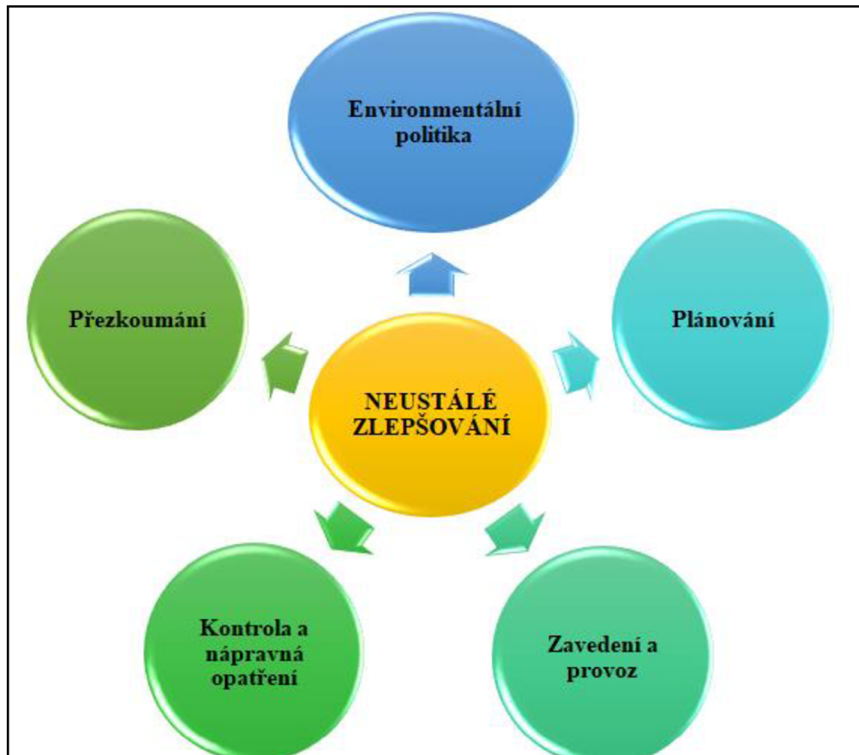 Environmentální
politika
Přezkoumání
Plánování
NEUSTÁLÉ
ZLEPŠOVÁNÍ
Kontrola a
nápravná
opatření
Zavedení a
provoz